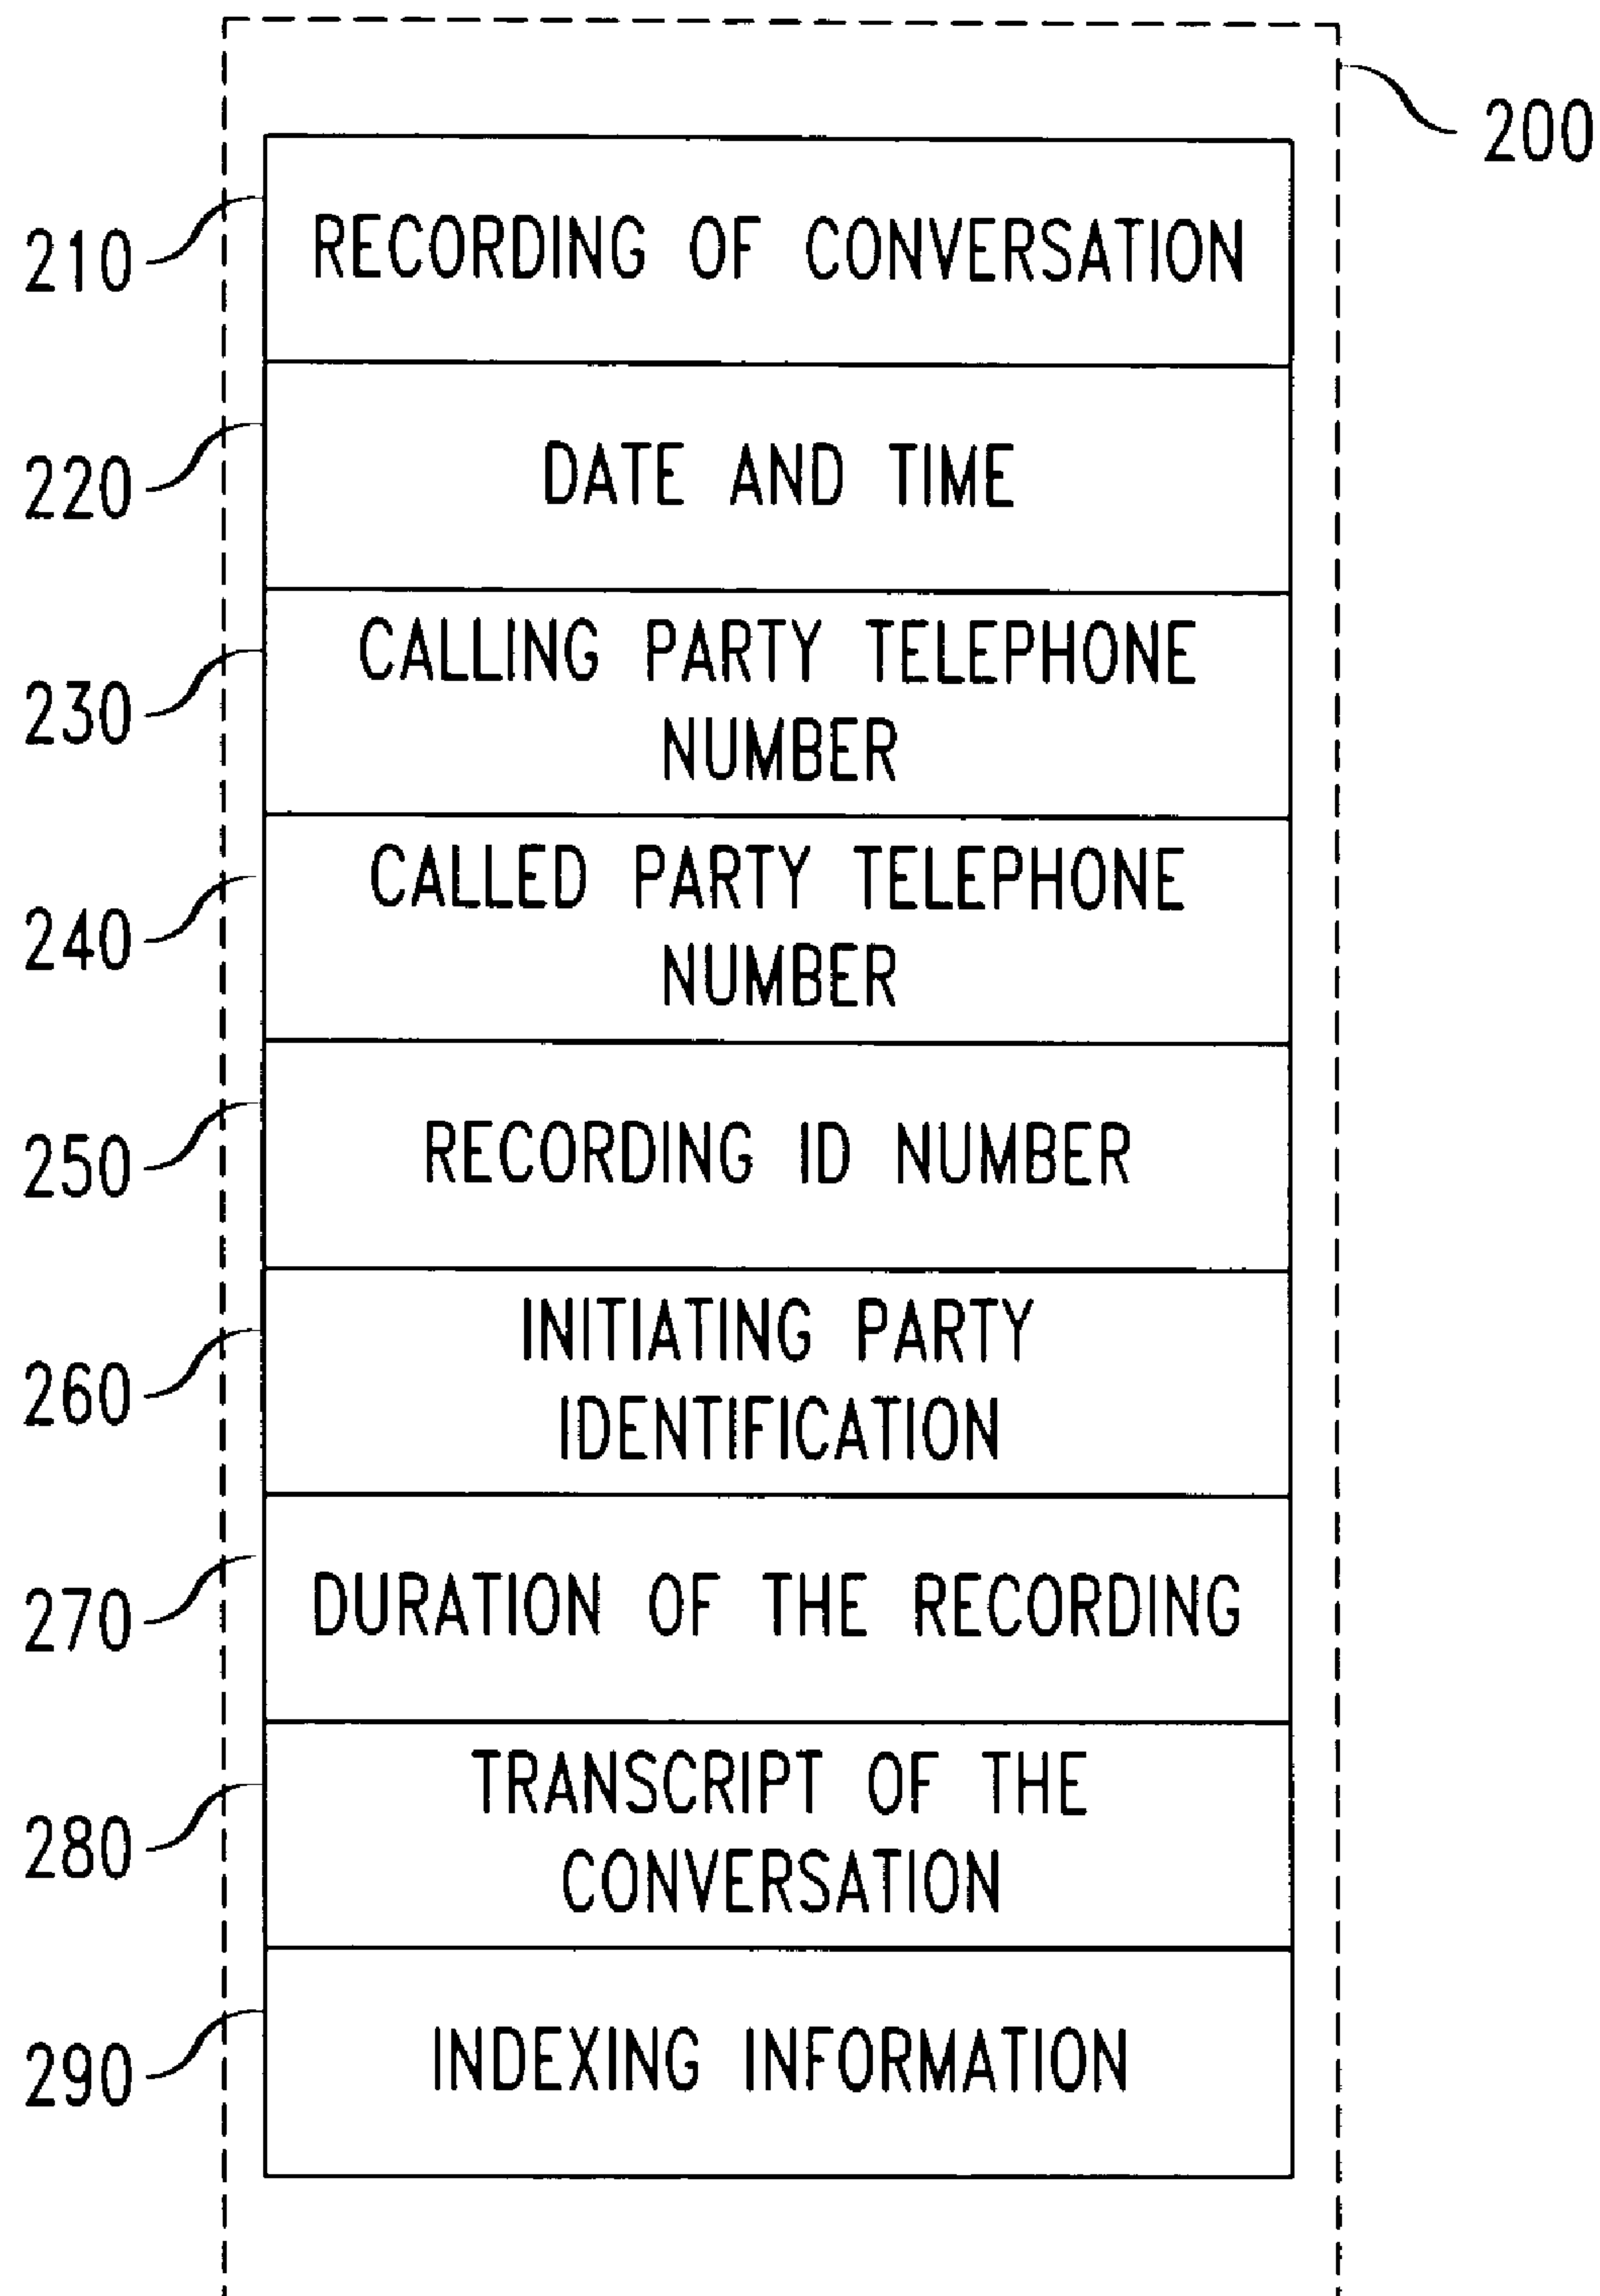 200
210
RECORDING OF CONVERSATION
220
DATE AND TIME
230
CALLING PARTY TELEPHONE
NUMBER
240
CALLED PARTY TELEPHONE
NUMBER
250
RECORDING ID NUMBER
260
INITIATING PARTY
IDENTIFICATION
270
DURATION OF THE RECORDING
280
TRANSCRIPT OF THE
CONVERSATION
290
INDEXING INFORMATION